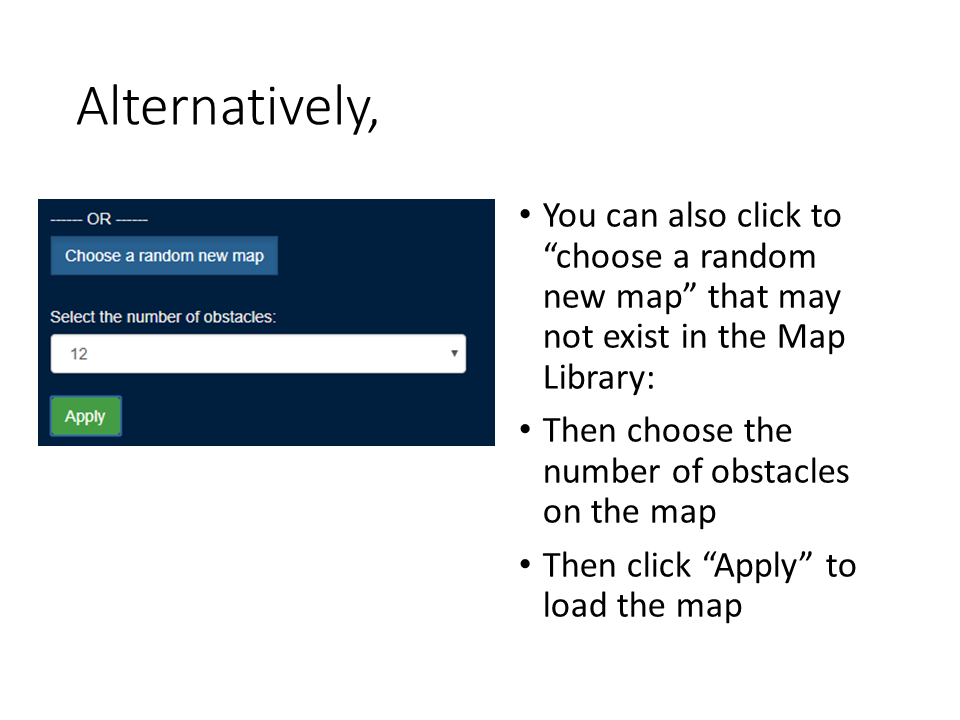 Alternatively,
------ OR ------
Choose a random new map
Select the number of obstacles:
12
Apply
• You can also click to
“choose a random
new map” that may
not exist in the Map
Library:
• Then choose the
number of obstacles
on the map
• Then click “Apply” to
load the map